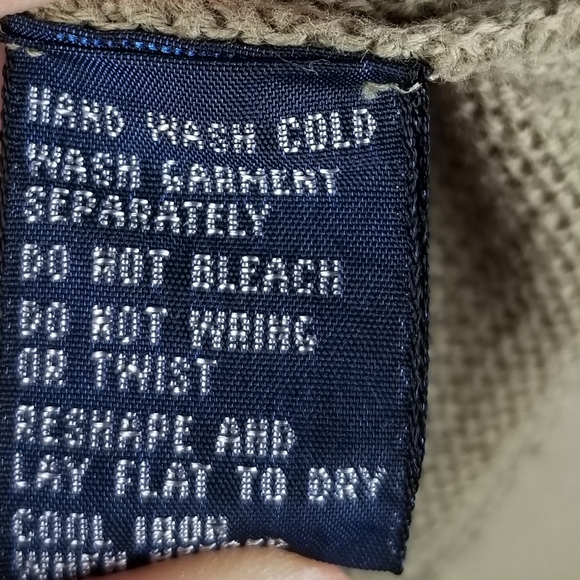 HAND WASH COLD
WASH GARMENT
SEPARATELY
DO NOT BLEACH
DO NOT WRING
OR TWIST
RESHAPE AND
LAY FLAT TO DRY
COOL IRON